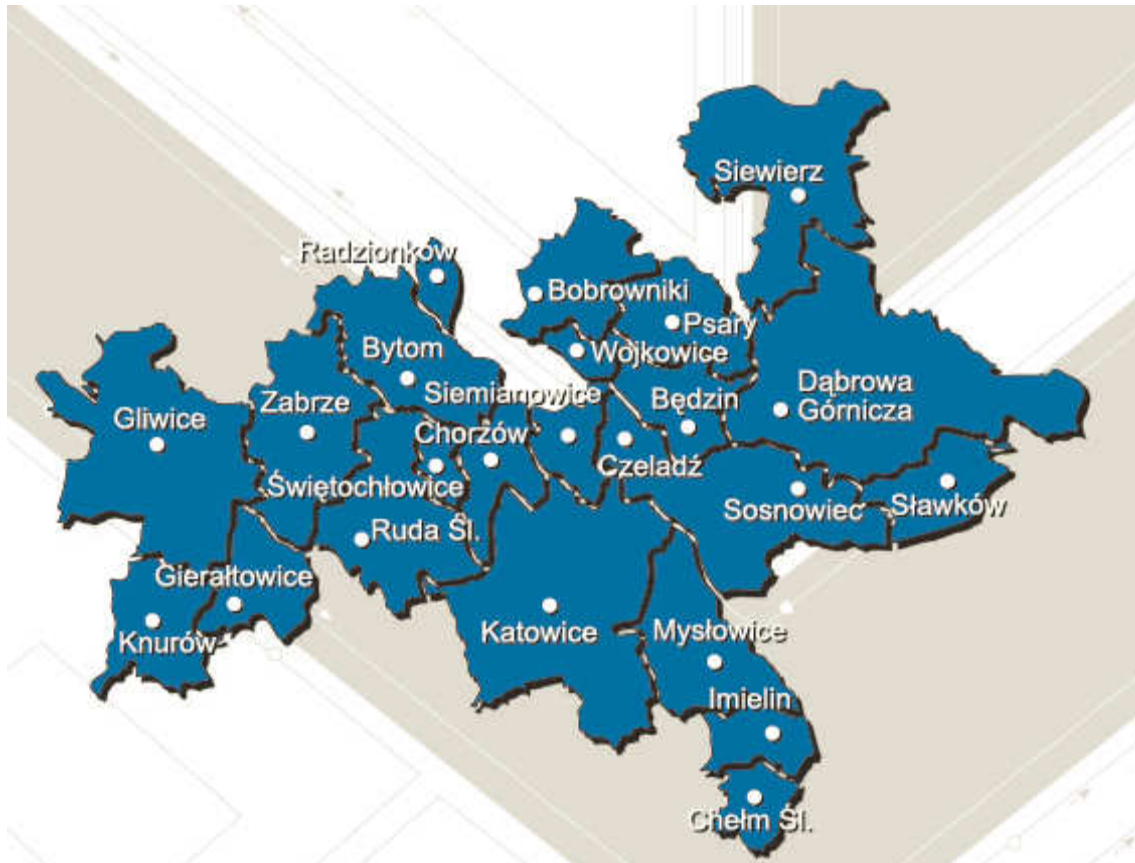 Siewierz
Radzionków
Bobrowniki
Psary
Wojkowice
Bytom
Siemianowice
Będzin
Dąbrowa
Górnicza
Zabrze
Gliwice
Chorzów
Czeladź
Świętochłowice
Sosnowiec
Sławków
Ruda Śl.
Gierałtowice
Knurów
Katowice
Mysłowice
Imielin
Chełm Śl.